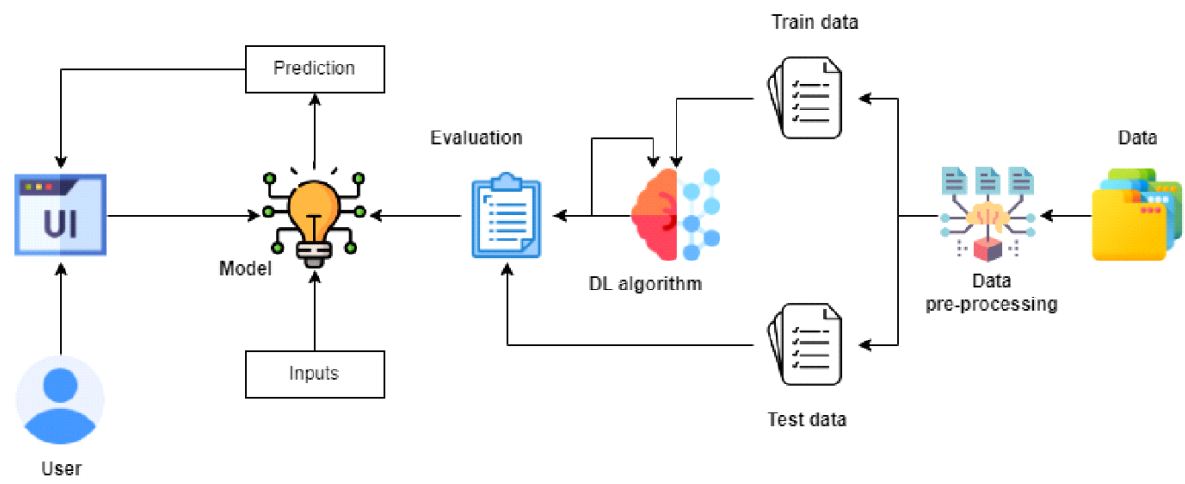 Train data
Prediction
Evaluation
Data
UI
Model
DL algorithm
Data
pre-processing
Inputs
Test data
User